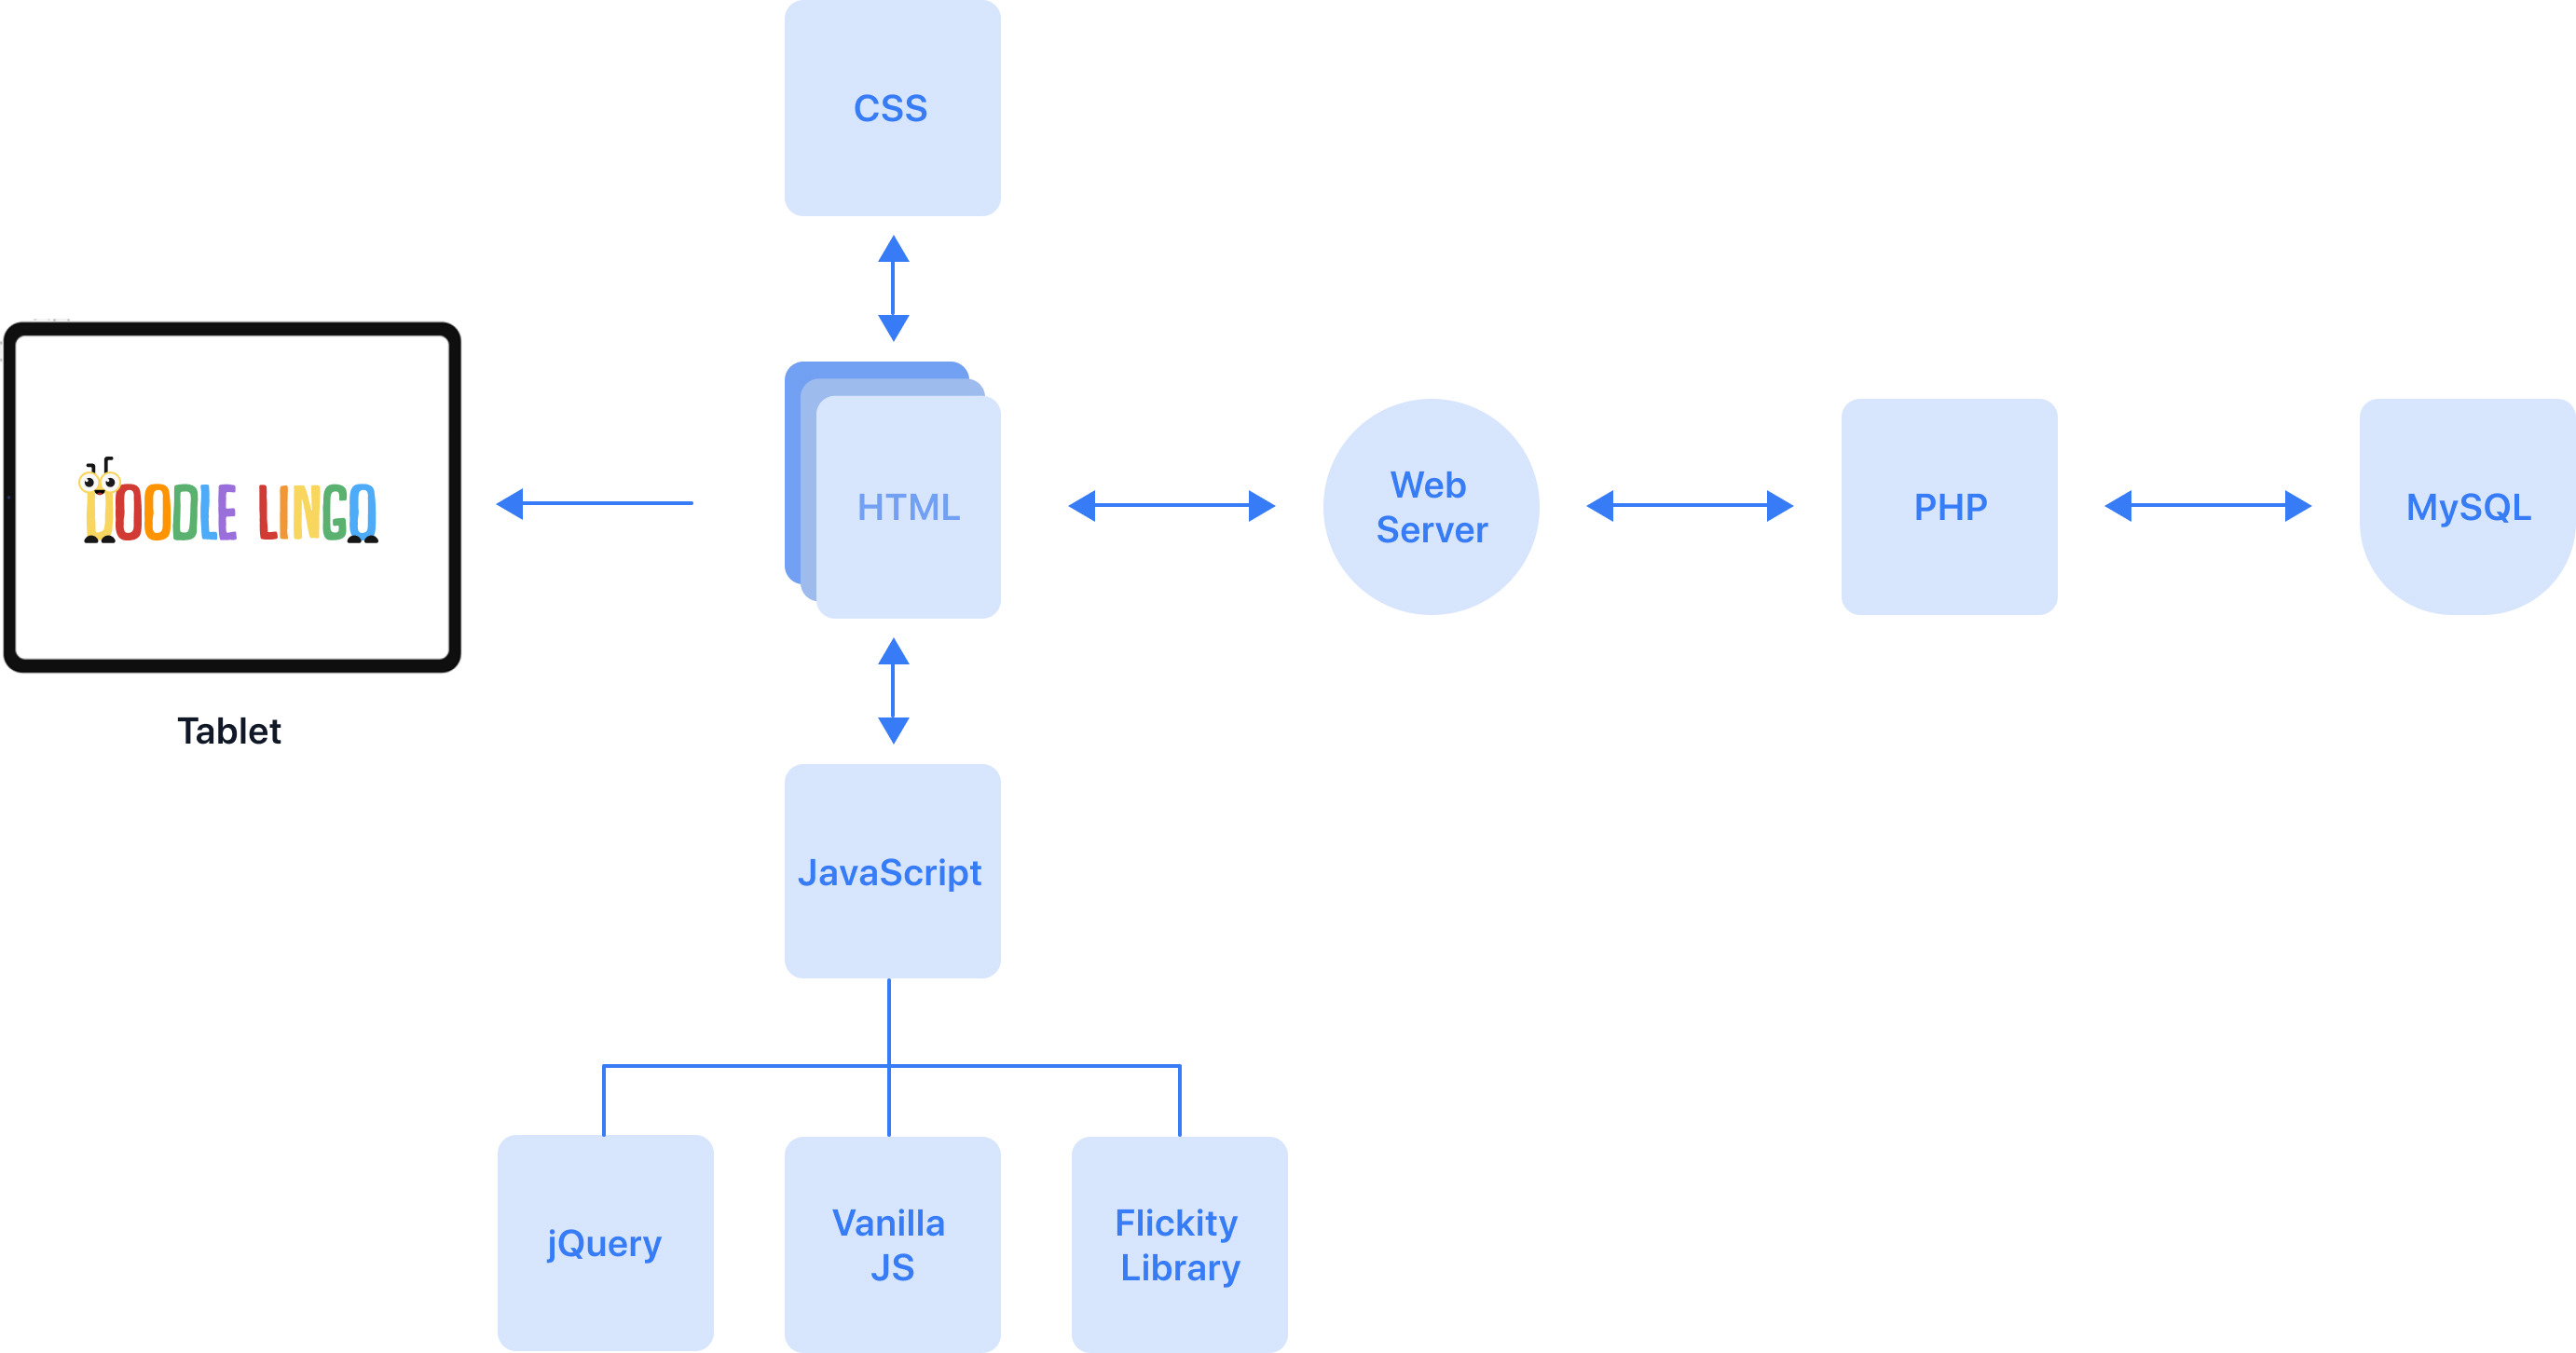 CSS
DOODLE LINGO
HTML
Web
Server
PHP
MySQL
Tablet
JavaScript
jQuery
Vanilla
JS
Flickity
Library